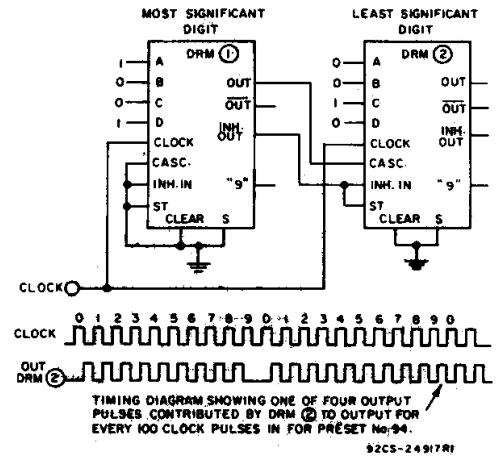 MOST SIGNIFICANT
DIGIT
LEAST SIGNIFICANT
DIGIT
DRM 1
1 A
0 B
0 C
1 D
CLOCK
CASC.
INH. IN
ST
OUT
OUT
INH.
OUT
"9"
CLEAR S
DRM 2
0 A
0 B
1 C
0 D
CLOCK
CASC.
INH. IN
ST
OUT
OUT
INH.
OUT
"9"
CLEAR S
CLOCK
0 1 2 3 4 5 6 7 8 9 0 1 2 3 4 5 6 7 8 9 0
CLOCK
OUT
DRM 2
TIMING DIAGRAM SHOWING ONE OF FOUR OUTPUT
PULSES CONTRIBUTED BY DRM 2 TO OUTPUT FOR
EVERY 100 CLOCK PULSES IN FOR PRESET No. 94.
92CS-24917R1